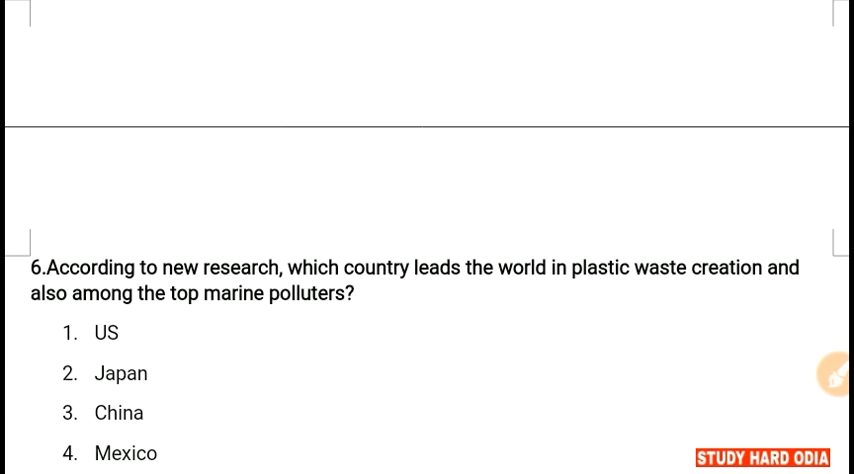 6.According to new research, which country leads the world in plastic waste creation and
also among the top marine polluters?
1. US
2. Japan
3. China
4. Mexico
STUDY HARD ODIA